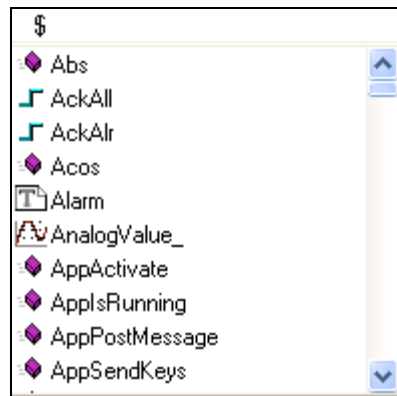 $
Abs
AckAll
AckAlr
Acos
Alarm
AnalogValue_
AppActivate
AppIsRunning
AppPostMessage
AppSendKeys